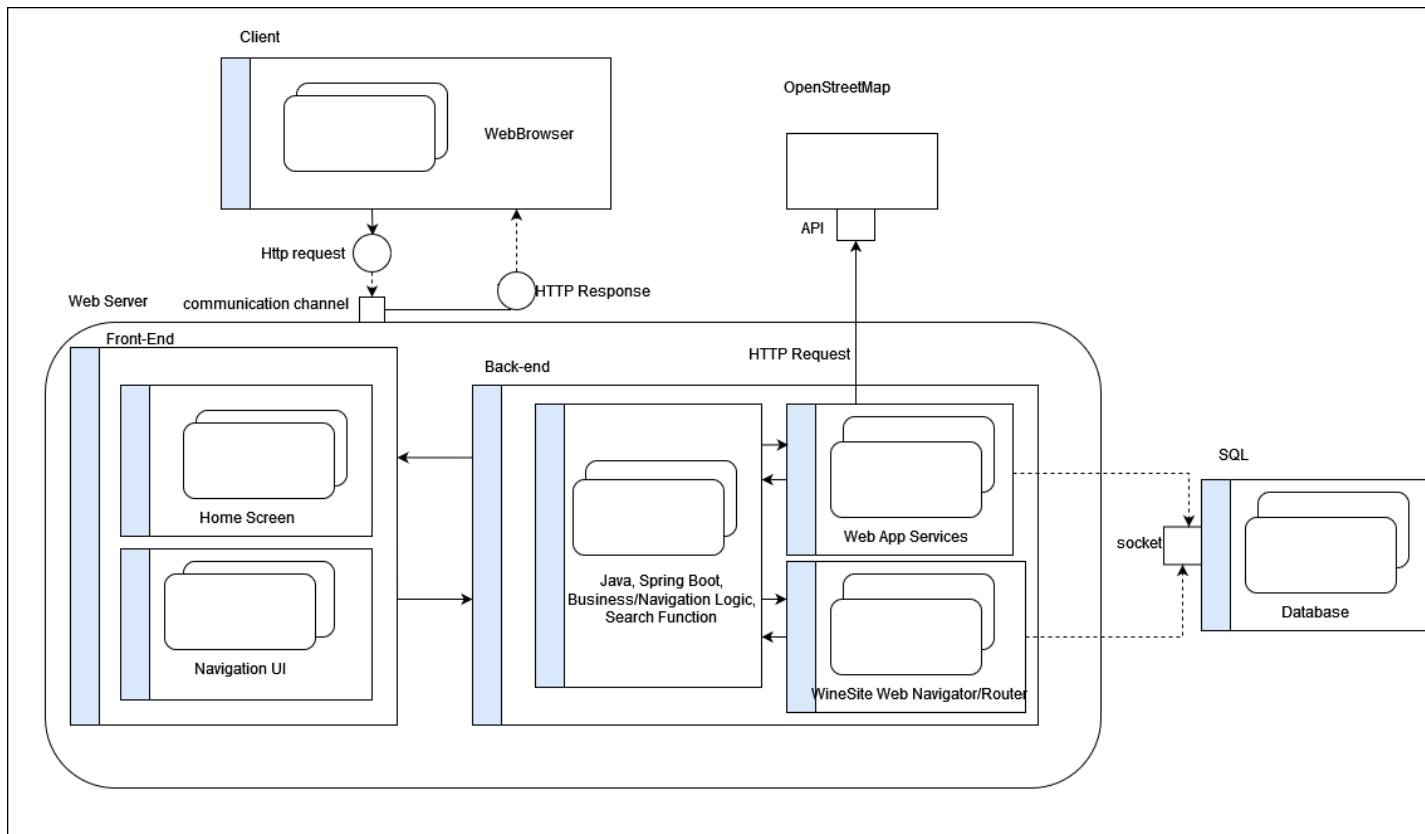 Client
WebBrowser
OpenStreetMap
API
Http request
HTTP Response
communication channel
Web Server
Front-End
HTTP Request
Back-end
Home Screen
Navigation UI
Java, Spring Boot,
Business/Navigation Logic,
Search Function
Web App Services
WineSite Web Navigator/Router
SQL
socket
Database